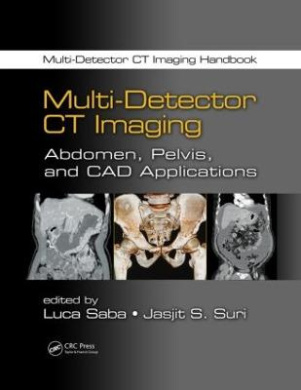 Multi-Detector CT Imaging Handbook
Multi-Detector
CT Imaging
Abdomen, Pelvis,
and CAD Applications
edited by
Luca Saba • Jasjit S. Suri
CRC Press
Taylor & Francis Group